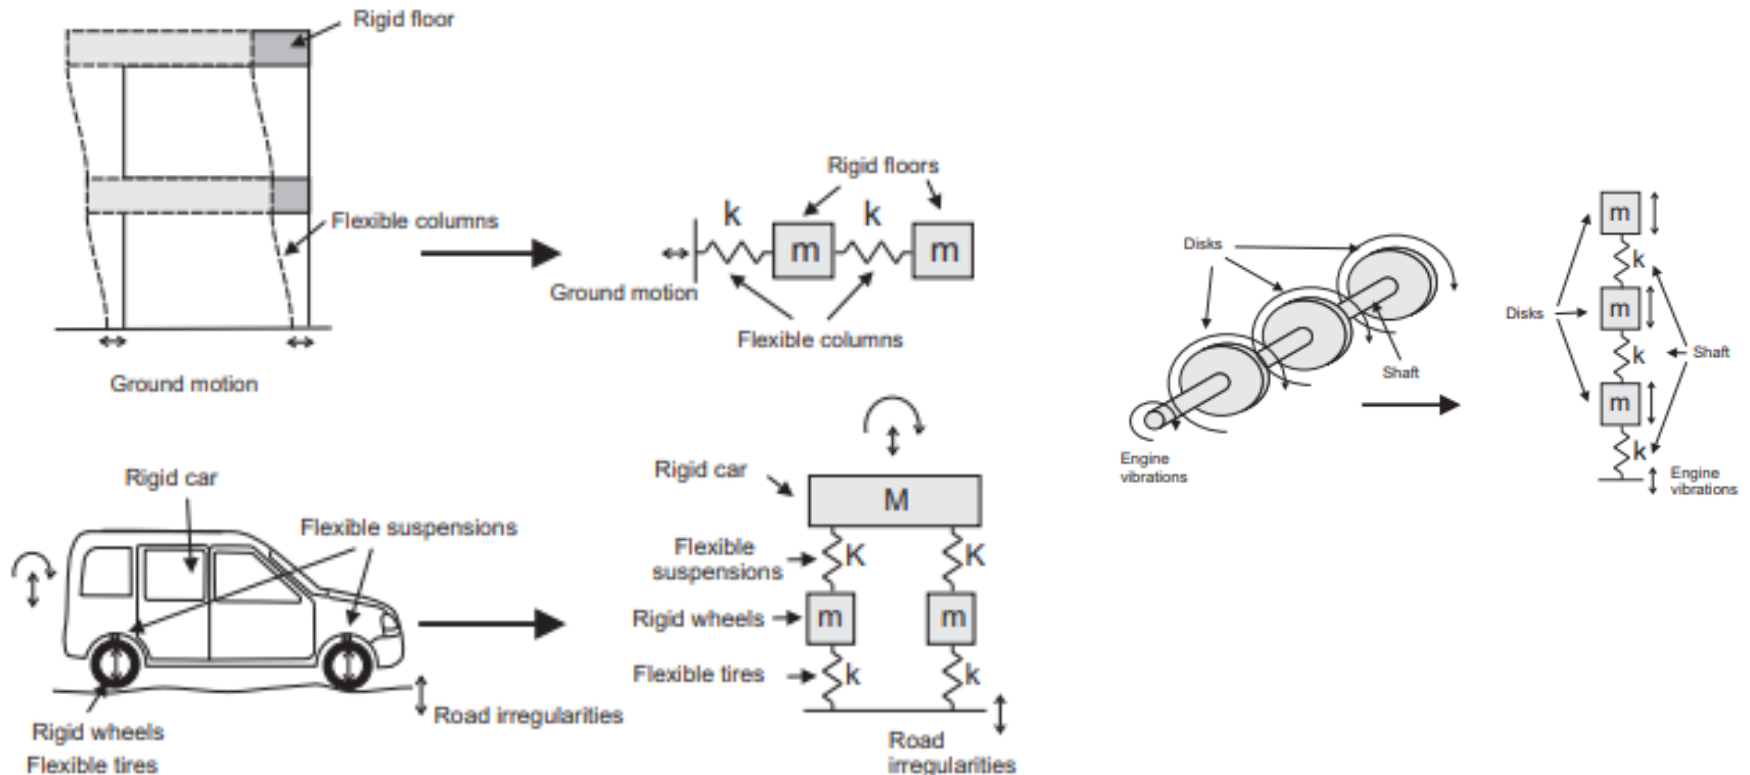 Rigid floor
Flexible columns
Ground motion
Rigid floors
k
k
m
m
Ground motion
Flexible columns
Disks
Shaft
Engine
vibrations
m
k
m
k
m
k
Disks
Shaft
Engine
vibrations
Rigid car
Flexible suspensions
Road irregularities
Rigid wheels
Flexible tires
Rigid car
M
Flexible
suspensions
K
K
Rigid wheels
m
m
Flexible tires
k
k
Road
irregularities